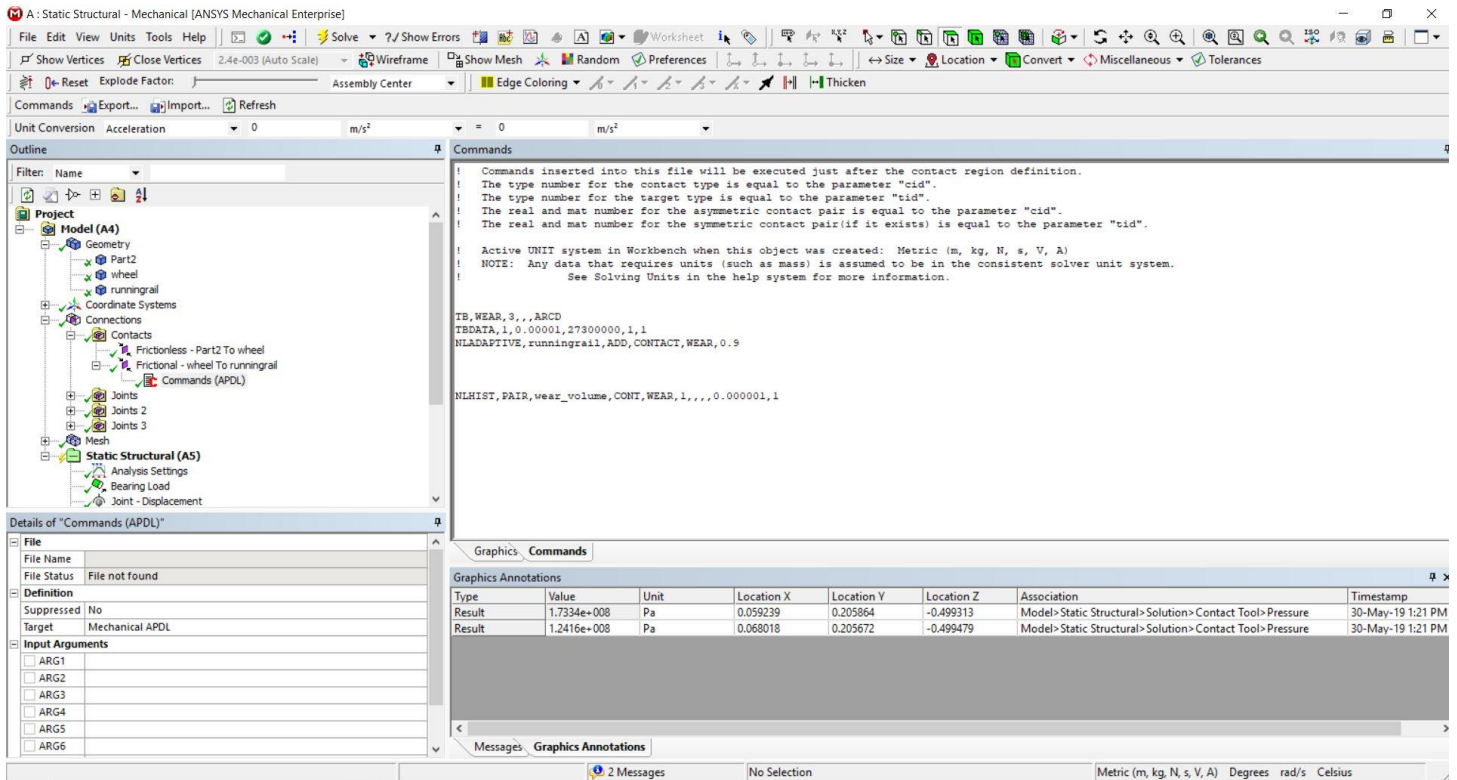 A : Static Structural - Mechanical [ANSYS Mechanical Enterprise]
File Edit View Units Tools Help Solve ?/ Show Errors Worksheet
Show Vertices Close Vertices 2.4e-003 (Auto Scale) Wireframe Show Mesh Random Preferences Size Location Convert Miscellaneous Tolerances
Reset Explode Factor: Assembly Center Edge Coloring Thicken
Commands Export... Import... Refresh
Unit Conversion Acceleration 0 m/s² = 0 m/s²
Outline
Filter: Name
Project
Model (A4)
Geometry
Part2
wheel
runningrail
Coordinate Systems
Connections
Contacts
Frictionless - Part2 To wheel
Frictional - wheel To runningrail
Commands (APDL)
Joints
Joints 2
Joints 3
Mesh
Static Structural (A5)
Analysis Settings
Bearing Load
Joint - Displacement
Details of "Commands (APDL)"
File
File Name
File Status File not found
Definition
Suppressed No
Target Mechanical APDL
Input Arguments
ARG1
ARG2
ARG3
ARG4
ARG5
ARG6
Commands
! Commands inserted into this file will be executed just after the contact region definition.
! The type number for the contact type is equal to the parameter "cid".
! The type number for the target type is equal to the parameter "tid".
! The real and mat number for the asymmetric contact pair is equal to the parameter "cid".
! The real and mat number for the symmetric contact pair(if it exists) is equal to the parameter "tid".
! Active UNIT system in Workbench when this object was created: Metric (m, kg, N, s, V, A)
! NOTE: Any data that requires units (such as mass) is assumed to be in the consistent solver unit system.
! See Solving Units in the help system for more information.
TB,WEAR,3,,,ARCD
TBDATA,1,0.00001,27300000,1,1
NLADAPTIVE,runningrail,ADD,CONTACT,WEAR,0.9
NLHIST,PAIR,wear_volume,CONT,WEAR,1,,,,0.000001,1
Graphics Commands
Graphics Annotations
Type Value Unit Location X Location Y Location Z Association Timestamp
Result 1.7334e+008 Pa 0.059239 0.205864 -0.499313 Model>Static Structural>Solution>Contact Tool>Pressure 30-May-19 1:21 PM
Result 1.2416e+008 Pa 0.068018 0.205672 -0.499479 Model>Static Structural>Solution>Contact Tool>Pressure 30-May-19 1:21 PM
Messages Graphics Annotations
2 Messages No Selection Metric (m, kg, N, s, V, A) Degrees rad/s Celsius